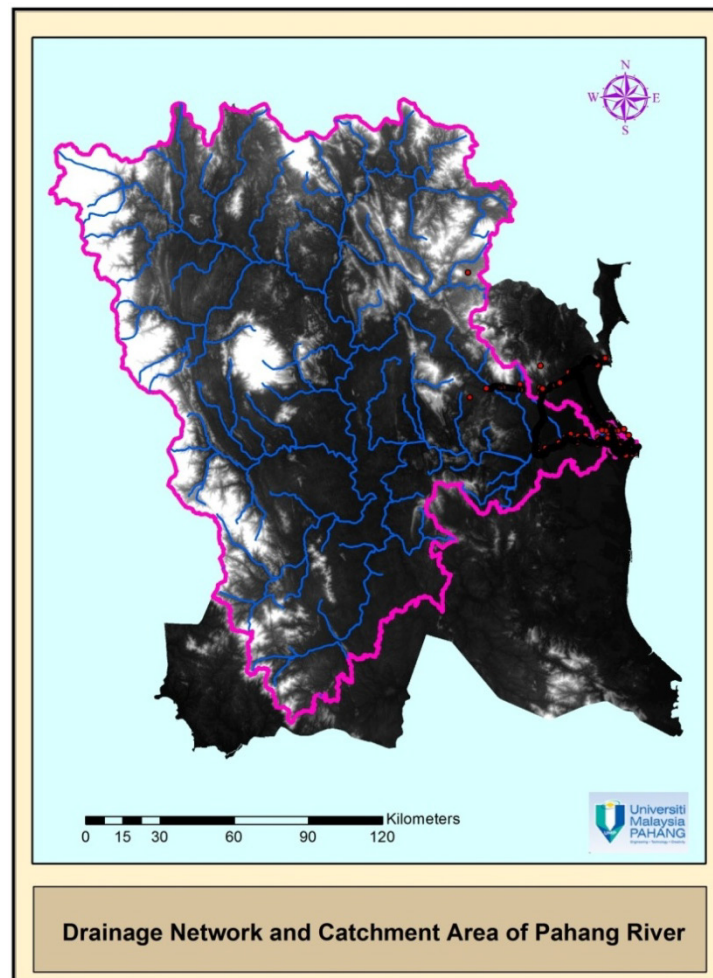 N
W E
S
Kilometers
0 15 30 60 90 120
Universiti
Malaysia
PAHANG
Drainage Network and Catchment Area of Pahang River